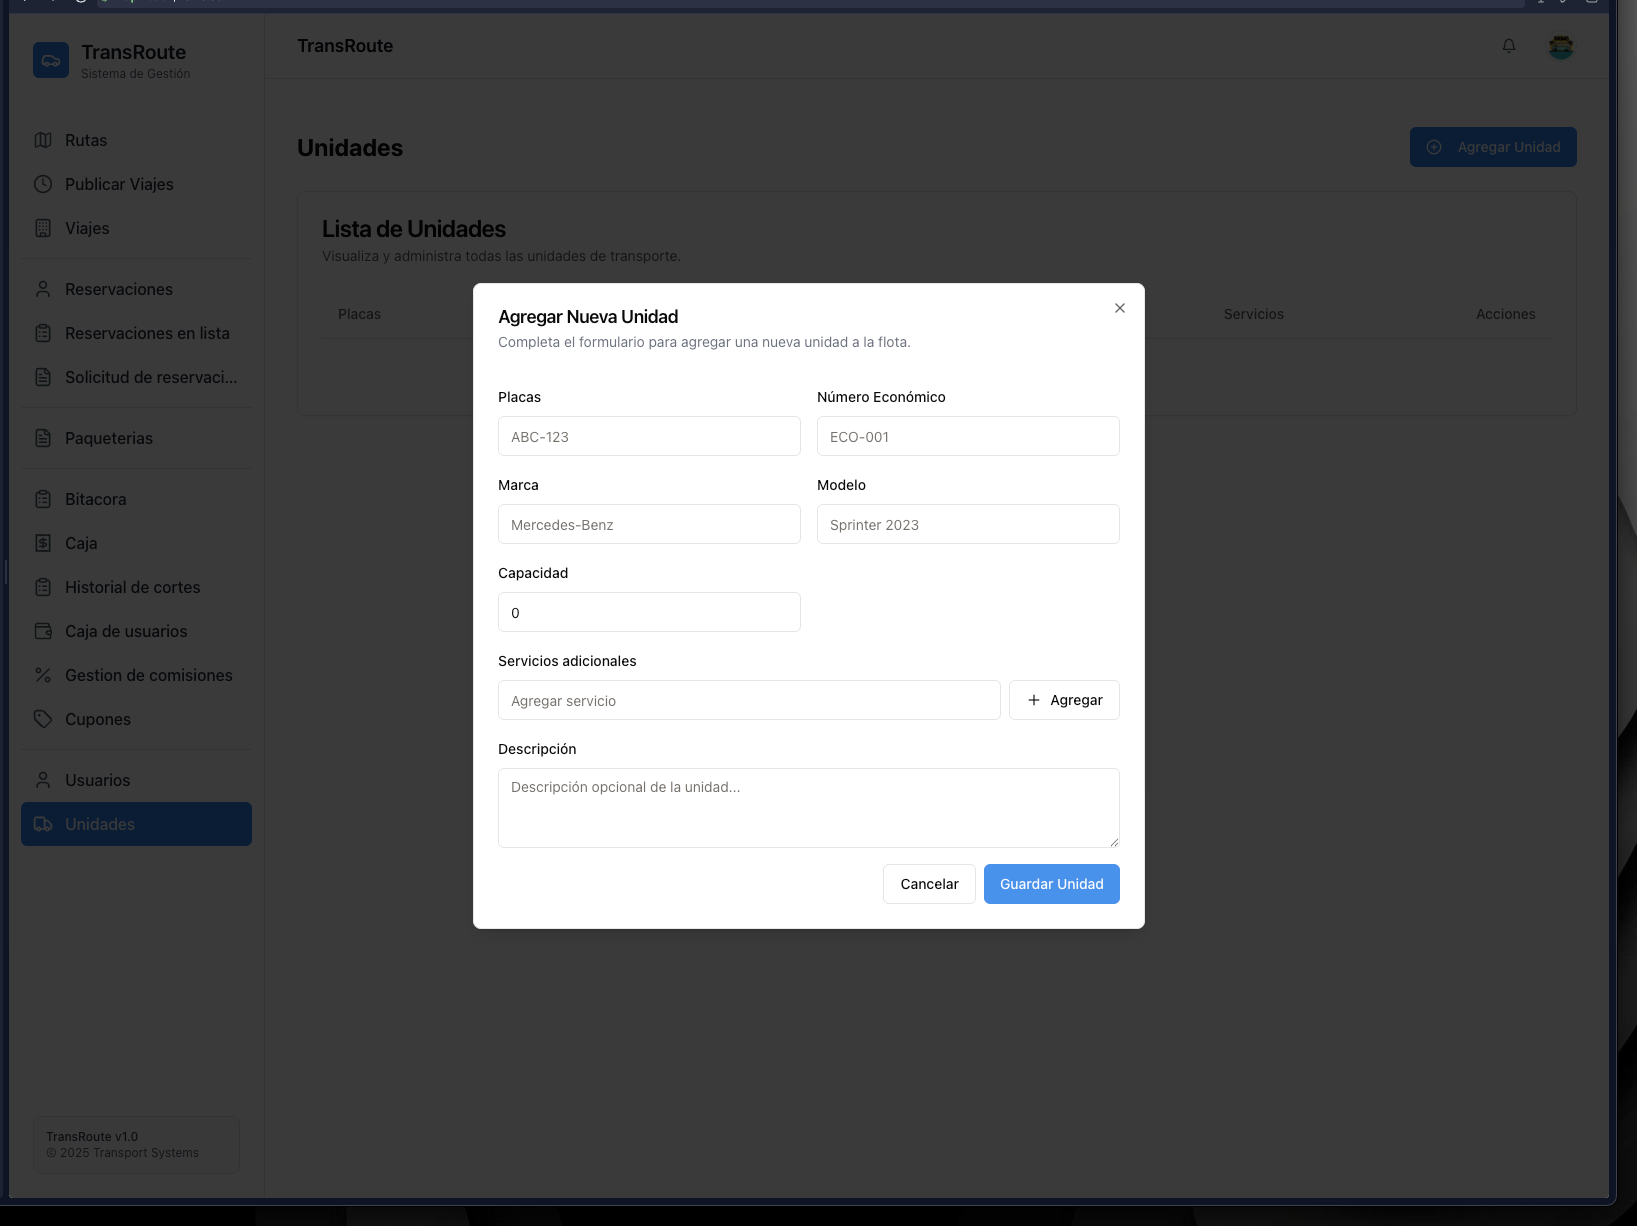 TransRoute
Sistema de Gestión
Rutas
Publicar Viajes
Viajes
Reservaciones
Reservaciones en lista
Solicitud de reservaci...
Paqueterias
Bitacora
Caja
Historial de cortes
Caja de usuarios
Gestion de comisiones
Cupones
Usuarios
Unidades
TransRoute v1.0
© 2025 Transport Systems
TransRoute
Unidades
Agregar Unidad
Lista de Unidades
Visualiza y administra todas las unidades de transporte.
Placas Servicios Acciones
Agregar Nueva Unidad
Completa el formulario para agregar una nueva unidad a la flota.
Placas Número Económico
ABC-123 ECO-001
Marca Modelo
Mercedes-Benz Sprinter 2023
Capacidad
0
Servicios adicionales
Agregar servicio Agregar
Descripción
Descripción opcional de la unidad...
Cancelar Guardar Unidad